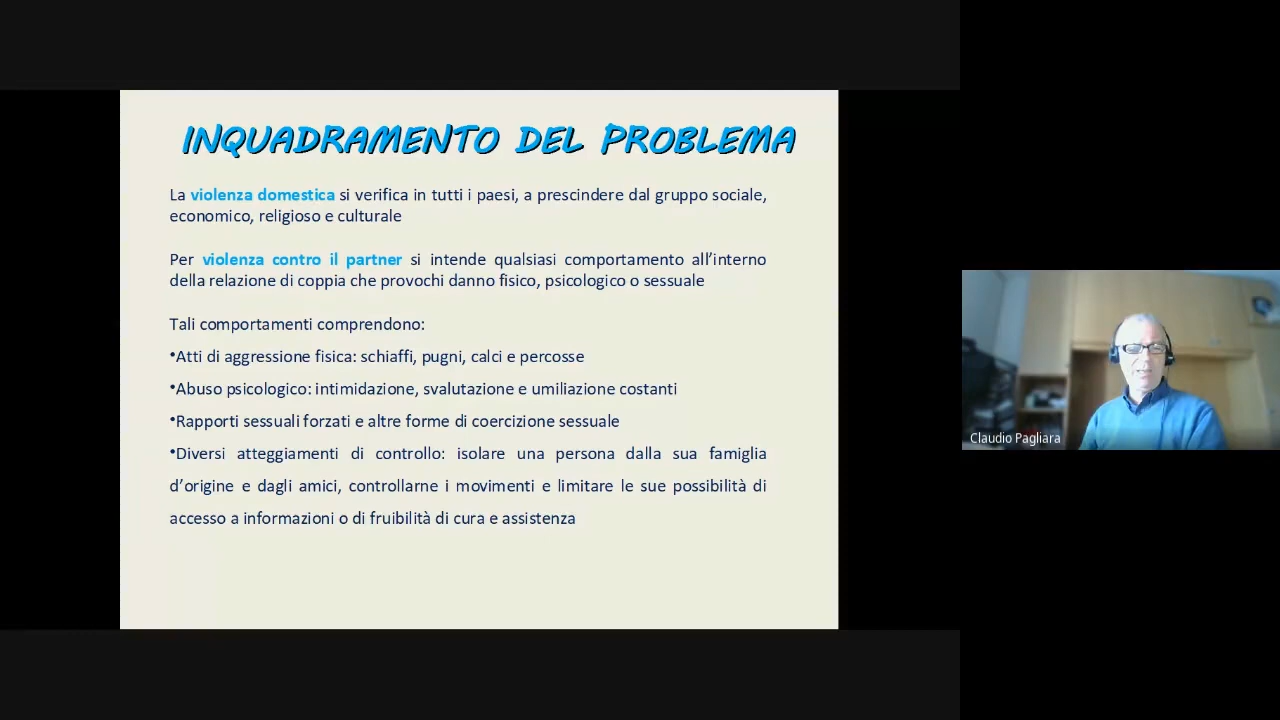 INQUADRAMENTO DEL PROBLEMA
La violenza domestica si verifica in tutti i paesi, a prescindere dal gruppo sociale,
economico, religioso e culturale
Per violenza contro il partner si intende qualsiasi comportamento all’interno
della relazione di coppia che provochi danno fisico, psicologico o sessuale
Tali comportamenti comprendono:
•Atti di aggressione fisica: schiaffi, pugni, calci e percosse
•Abuso psicologico: intimidazione, svalutazione e umiliazione costanti
•Rapporti sessuali forzati e altre forme di coercizione sessuale
•Diversi atteggiamenti di controllo: isolare una persona dalla sua famiglia
d’origine e dagli amici, controllarne i movimenti e limitare le sue possibilità di
accesso a informazioni o di fruibilità di cura e assistenza
Claudio Pagliara